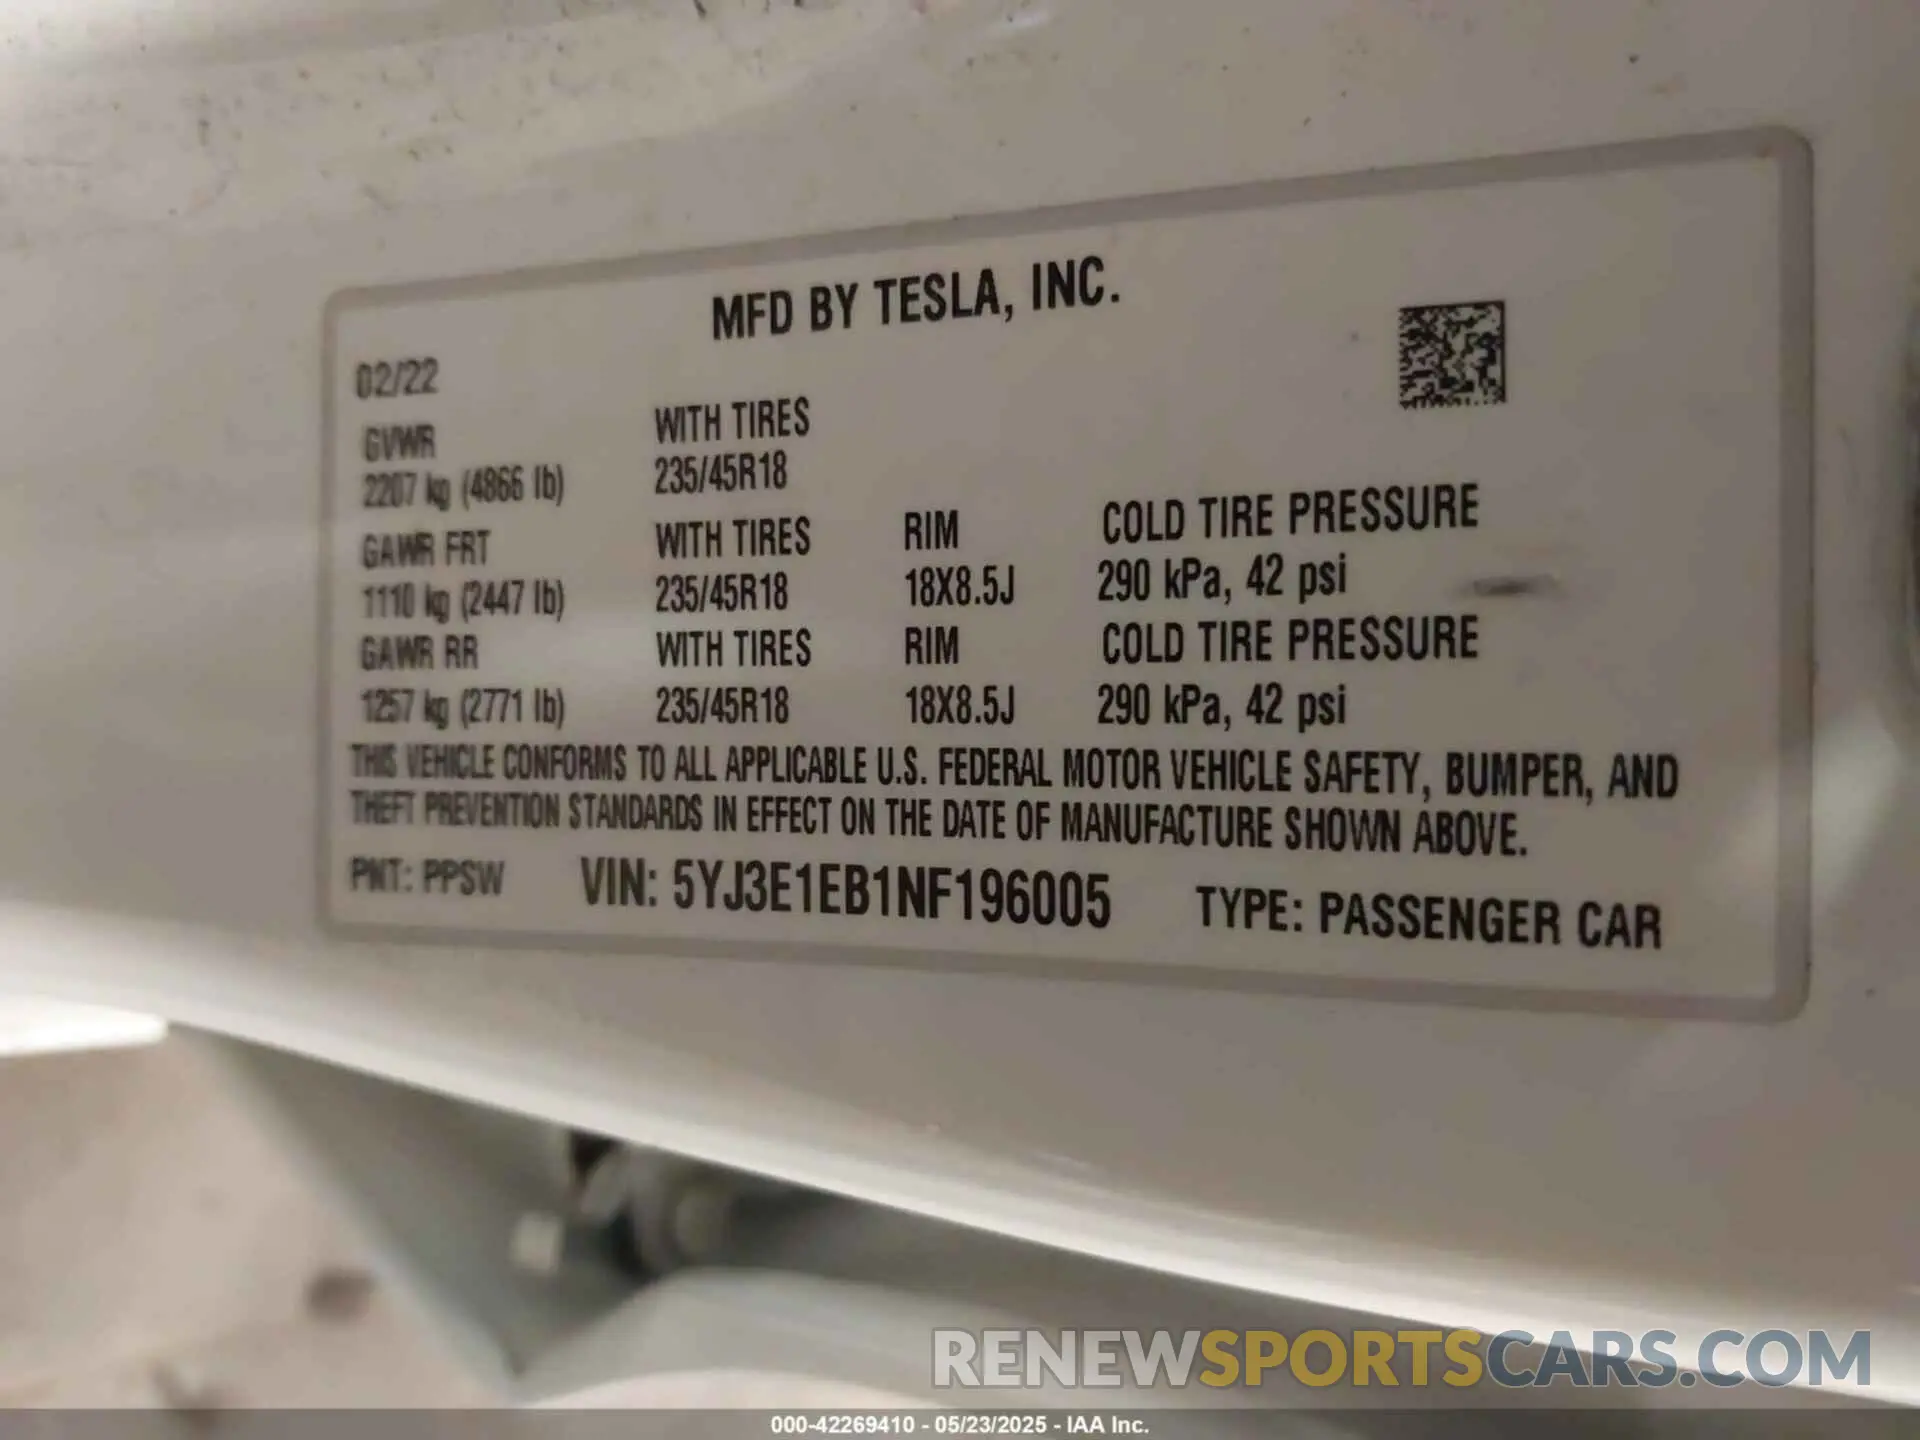 MFD BY TESLA, INC.
02/22
GVWR WITH TIRES
2207 kg (4866 lb) 235/45R18
GAWR FRT WITH TIRES RIM COLD TIRE PRESSURE
1110 kg (2447 lb) 235/45R18 18X8.5J 290 kPa, 42 psi
GAWR RR WITH TIRES RIM COLD TIRE PRESSURE
1257 kg (2771 lb) 235/45R18 18X8.5J 290 kPa, 42 psi
THIS VEHICLE CONFORMS TO ALL APPLICABLE U.S. FEDERAL MOTOR VEHICLE SAFETY, BUMPER, AND
THEFT PREVENTION STANDARDS IN EFFECT ON THE DATE OF MANUFACTURE SHOWN ABOVE.
PNT: PPSW VIN: 5YJ3E1EB1NF196005 TYPE: PASSENGER CAR
RENEWSPORTSCARS.COM
000-42269410 - 05/23/2025 - IAA Inc.